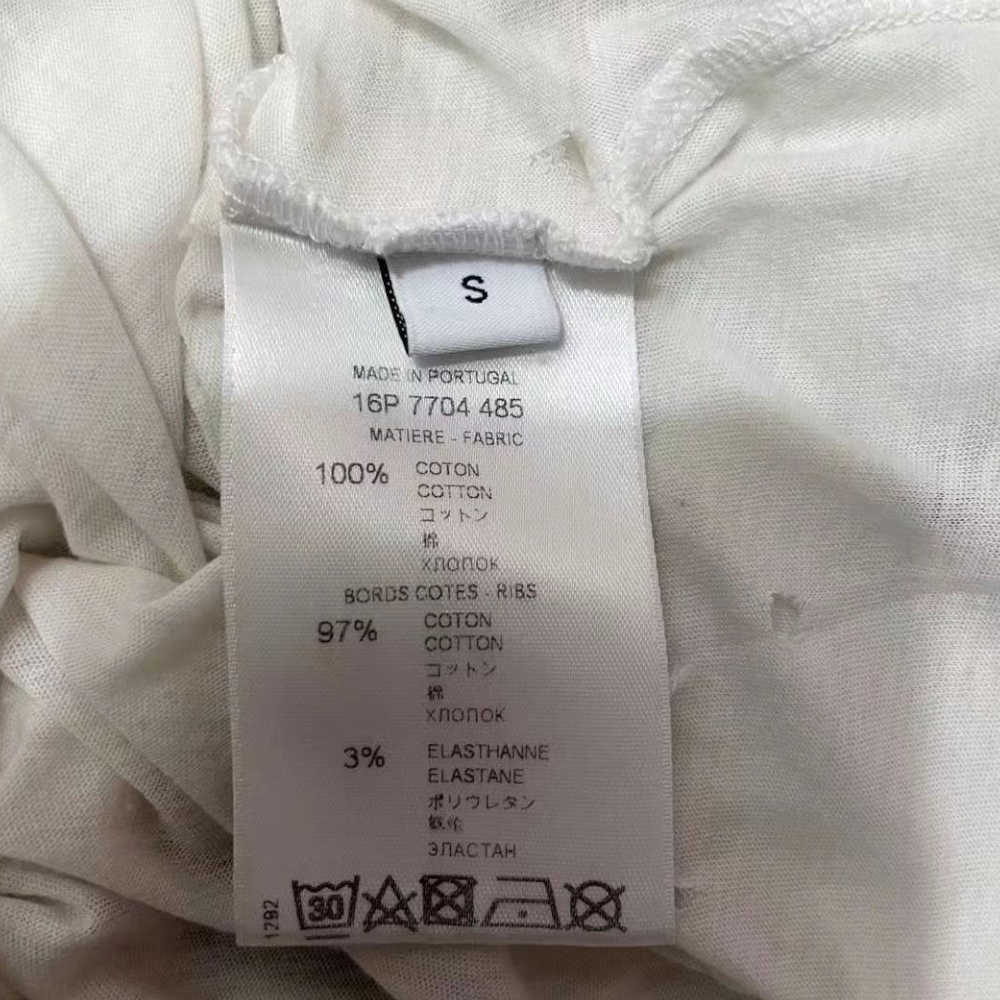 S
MADE IN PORTUGAL
16P 7704 485
MATIERE - FABRIC
100% COTON
COTTON
コットン
棉
ХЛОПОК
BORDS COTES - RIBS
97% COTON
COTTON
コットン
棉
ХЛОПОК
3% ELASTHANNE
ELASTANE
ポリウレタン
ЭЛАСТАН
30
1292